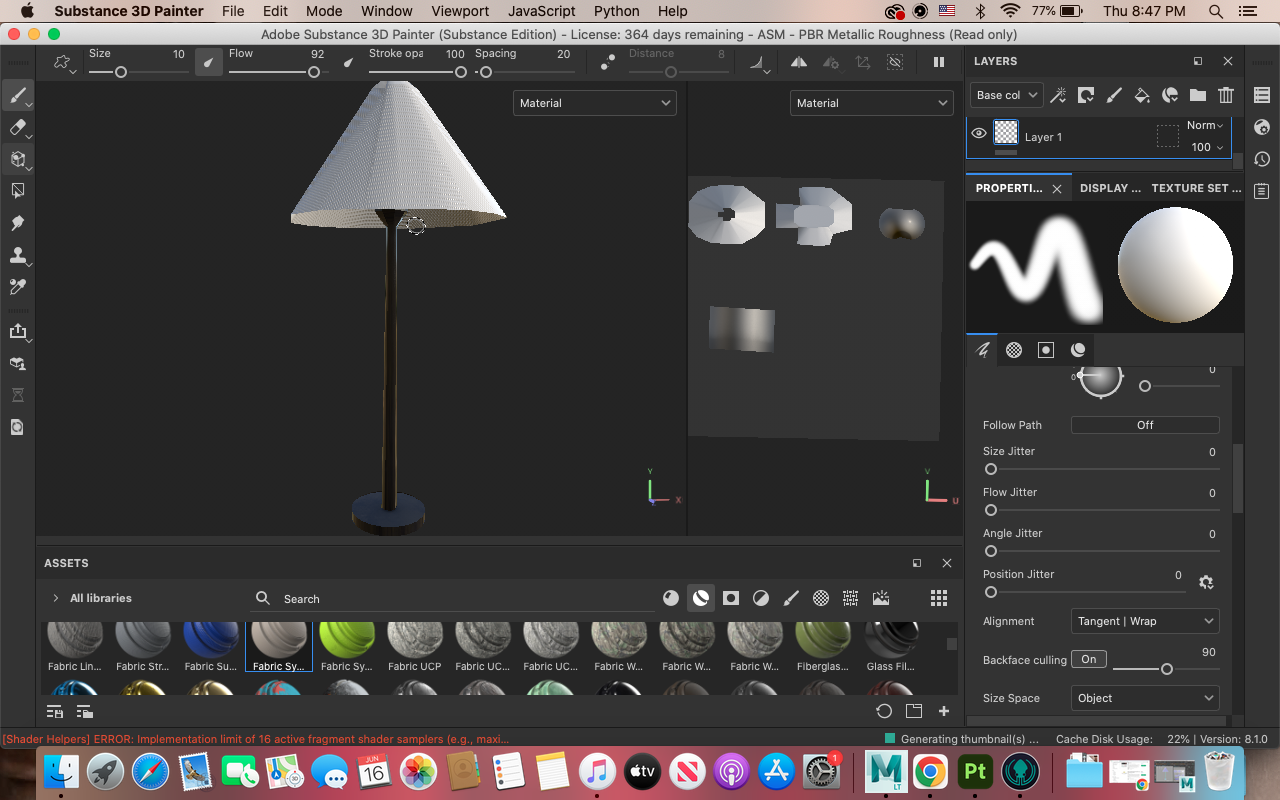 Substance 3D Painter File Edit Mode Window Viewport JavaScript Python Help 77% Thu 8:47 PM
Adobe Substance 3D Painter (Substance Edition) - License: 364 days remaining - ASM - PBR Metallic Roughness (Read only)
Size 10 Flow 92 Stroke opa 100 Spacing 20 Distance 8
LAYERS
Base col
Material Material
Norm
Layer 1
100
PROPERTI... DISPLAY ... TEXTURE SET ...
0 0
Follow Path Off
Size Jitter 0
Flow Jitter 0
Angle Jitter 0
Position Jitter 0
Alignment Tangent | Wrap
Backface culling On 90
Size Space Object
Y X V U
ASSETS
All libraries Search
Fabric Lin... Fabric Str... Fabric Su... Fabric Sy... Fabric Sy... Fabric UCP Fabric UC... Fabric UC... Fabric W... Fabric W... Fabric W... Fiberglas... Glass Fil...
[Shader Helpers] ERROR: Implementation limit of 16 active fragment shader samplers (e.g., maxi... Generating thumbnail(s) ... Cache Disk Usage: 22% | Version: 8.1.0
JUN
16
tv
1
M
LT
Pt
M